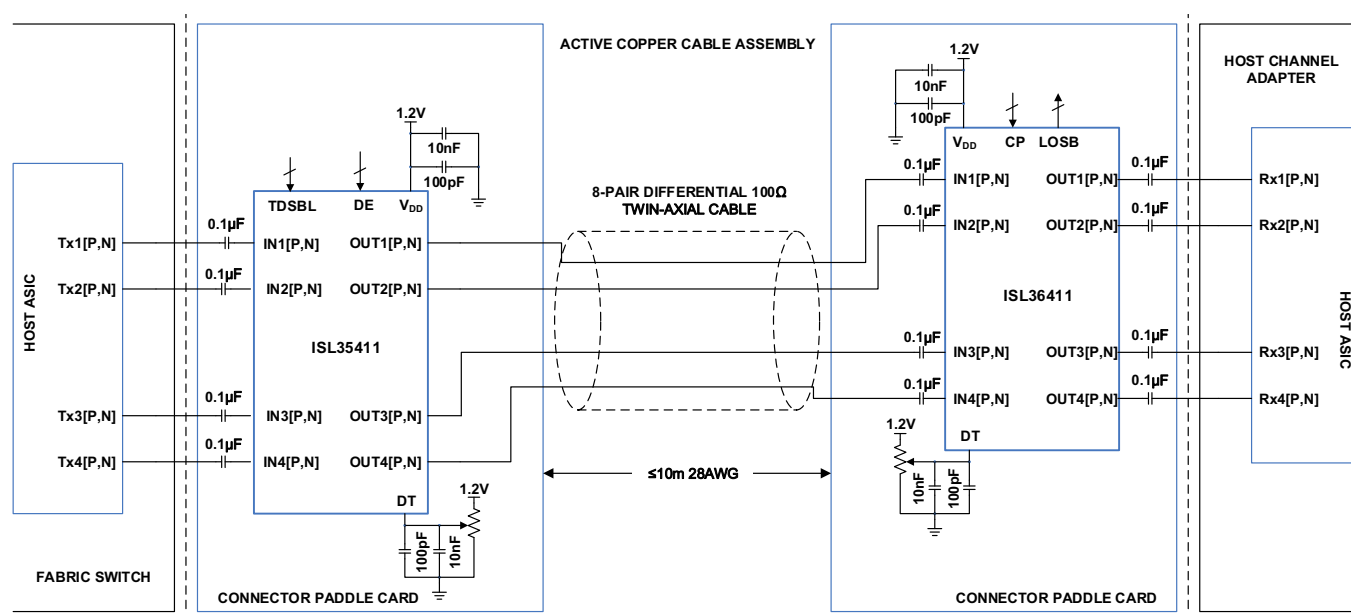 ACTIVE COPPER CABLE ASSEMBLY
HOST CHANNEL
ADAPTER
FABRIC SWITCH
HOST ASIC
Tx1[P,N]
Tx2[P,N]
Tx3[P,N]
Tx4[P,N]
0.1µF
0.1µF
0.1µF
0.1µF
1.2V
10nF
100pF
TDSBL
DE
VDD
IN1[P,N]
OUT1[P,N]
IN2[P,N]
OUT2[P,N]
ISL35411
IN3[P,N]
OUT3[P,N]
IN4[P,N]
OUT4[P,N]
DT
1.2V
100pF
10nF
CONNECTOR PADDLE CARD
8-PAIR DIFFERENTIAL 100Ω
TWIN-AXIAL CABLE
≤10m 28AWG
1.2V
10nF
100pF
VDD
CP
LOSB
0.1µF
0.1µF
0.1µF
0.1µF
IN1[P,N]
OUT1[P,N]
IN2[P,N]
OUT2[P,N]
ISL36411
IN3[P,N]
OUT3[P,N]
IN4[P,N]
OUT4[P,N]
DT
1.2V
10nF
100pF
CONNECTOR PADDLE CARD
0.1µF
0.1µF
0.1µF
0.1µF
Rx1[P,N]
Rx2[P,N]
Rx3[P,N]
Rx4[P,N]
HOST ASIC